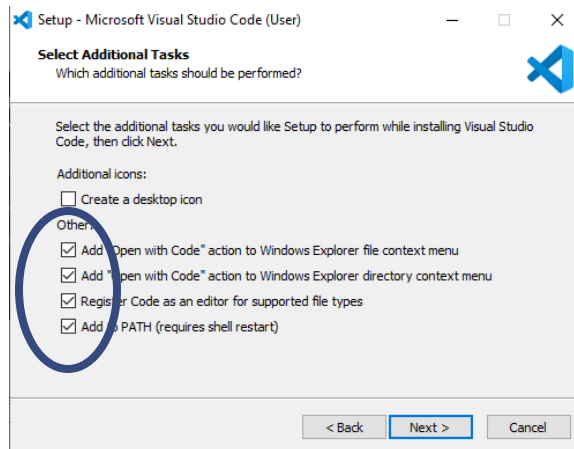 Setup - Microsoft Visual Studio Code (User)
Select Additional Tasks
Which additional tasks should be performed?
Select the additional tasks you would like Setup to perform while installing Visual Studio
Code, then click Next.
Additional icons:
Create a desktop icon
Other:
Add "Open with Code" action to Windows Explorer file context menu
Add "Open with Code" action to Windows Explorer directory context menu
Register Code as an editor for supported file types
Add to PATH (requires shell restart)
< Back Next > Cancel